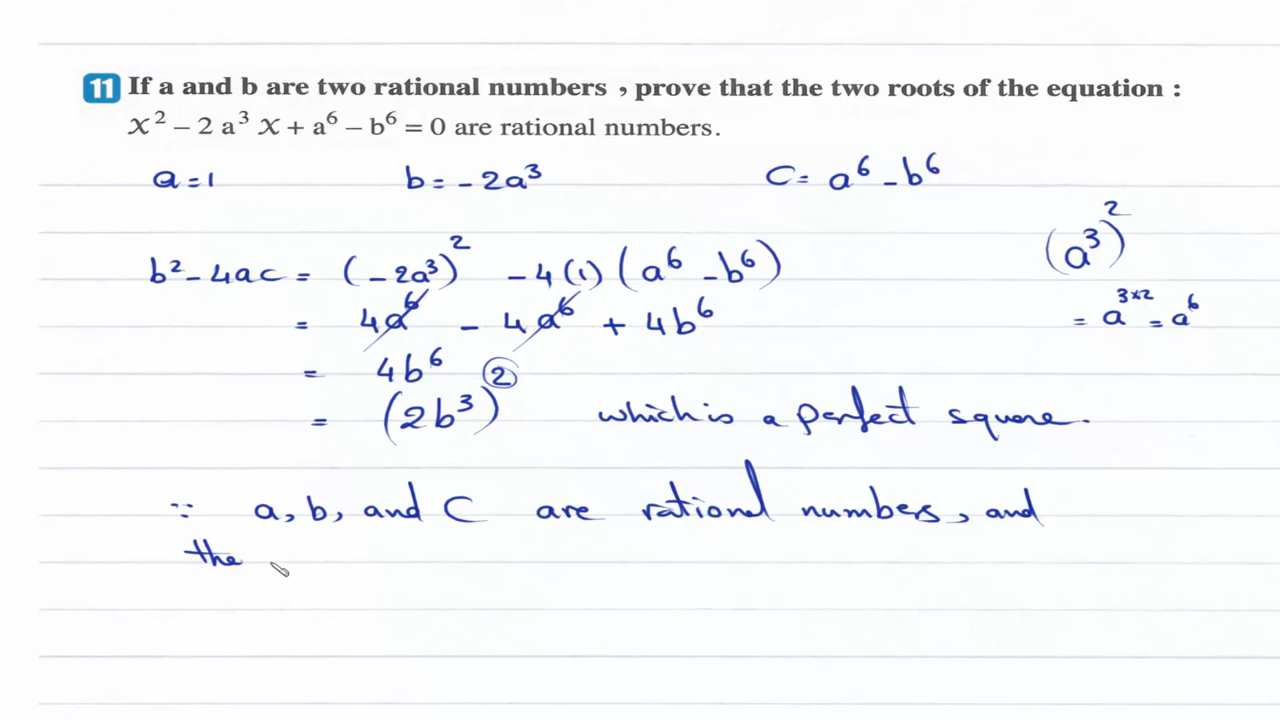 11 If a and b are two rational numbers , prove that the two roots of the equation :
x² – 2 a³ x + a⁶ – b⁶ = 0 are rational numbers.
a = 1 b = - 2a³ C = a⁶ - b⁶
(a³)²
b² - 4ac = (- 2a³)² - 4 (1) (a⁶ - b⁶)
= 4a⁶ - 4a⁶ + 4b⁶
= a³ˣ² = a⁶
= 4b⁶
= (2b³)² which is a perfect square.
∵ a, b, and C are rational numbers, and
the